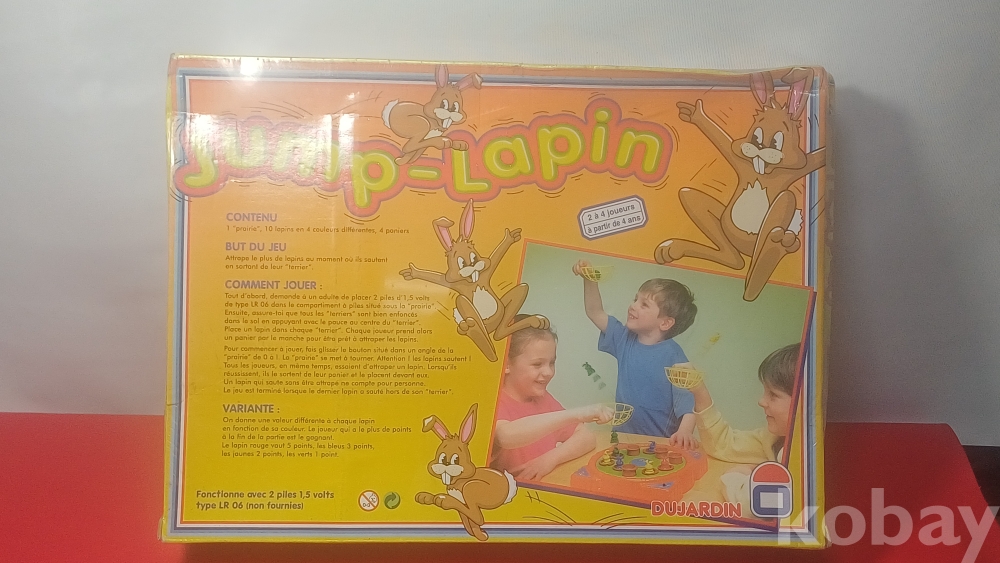 Jump-Lapin
2 à 4 joueurs
à partir de 4 ans
CONTENU
1 "prairie", 10 lapins en 4 couleurs différentes, 4 paniers
BUT DU JEU
Attrape le plus de lapins au moment où ils sautent
en sortant de leur "terrier".
COMMENT JOUER :
Tout d'abord, demande à un adulte de placer 2 piles d'1,5 volts
de type LR 06 dans le compartiment à piles situé sous la "prairie".
Ensuite, assure-toi que tous les "terriers" sont bien enfoncés
dans le sol en appuyant avec le pouce au centre du "terrier".
Place un lapin dans chaque "terrier". Chaque joueur prend alors
un panier par le manche pour être prêt à attraper les lapins.
Pour commencer à jouer, fais glisser le bouton situé dans un angle de la
"prairie" de 0 à I. La "prairie" se met à tourner. Attention ! les lapins sautent !
Tous les joueurs, en même temps, essaient d'attraper un lapin. Lorsqu'ils
réussissent, ils le sortent de leur panier et le placent devant eux.
Un lapin qui saute sans être attrapé ne compte pour personne.
Le jeu est terminé lorsque le dernier lapin a sauté hors de son "terrier".
VARIANTE :
On donne une valeur différente à chaque lapin
en fonction de sa couleur. Le joueur qui a le plus de points
à la fin de la partie est le gagnant.
Le lapin rouge vaut 5 points, les bleus 3 points,
les jaunes 2 points, les verts 1 point.
Fonctionne avec 2 piles 1,5 volts
type LR 06 (non fournies)
0-3
DUJARDIN
kobay